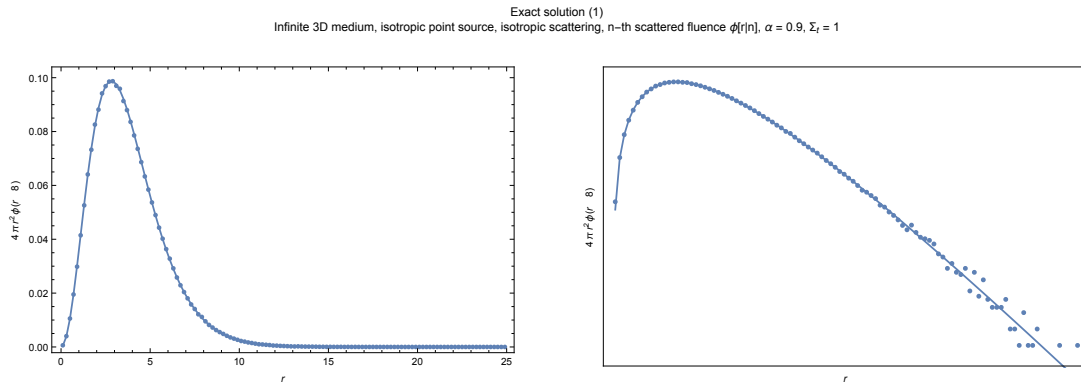 Exact solution (1)
Infinite 3D medium, isotropic point source, isotropic scattering, n-th scattered fluence ϕ[r|n], α = 0.9, Σt = 1
0.10
0.08
0.06
0.04
0.02
0.00
4 π r² ϕ(r 8)
0
5
10
15
20
25
r
4 π r² ϕ(r 8)
r